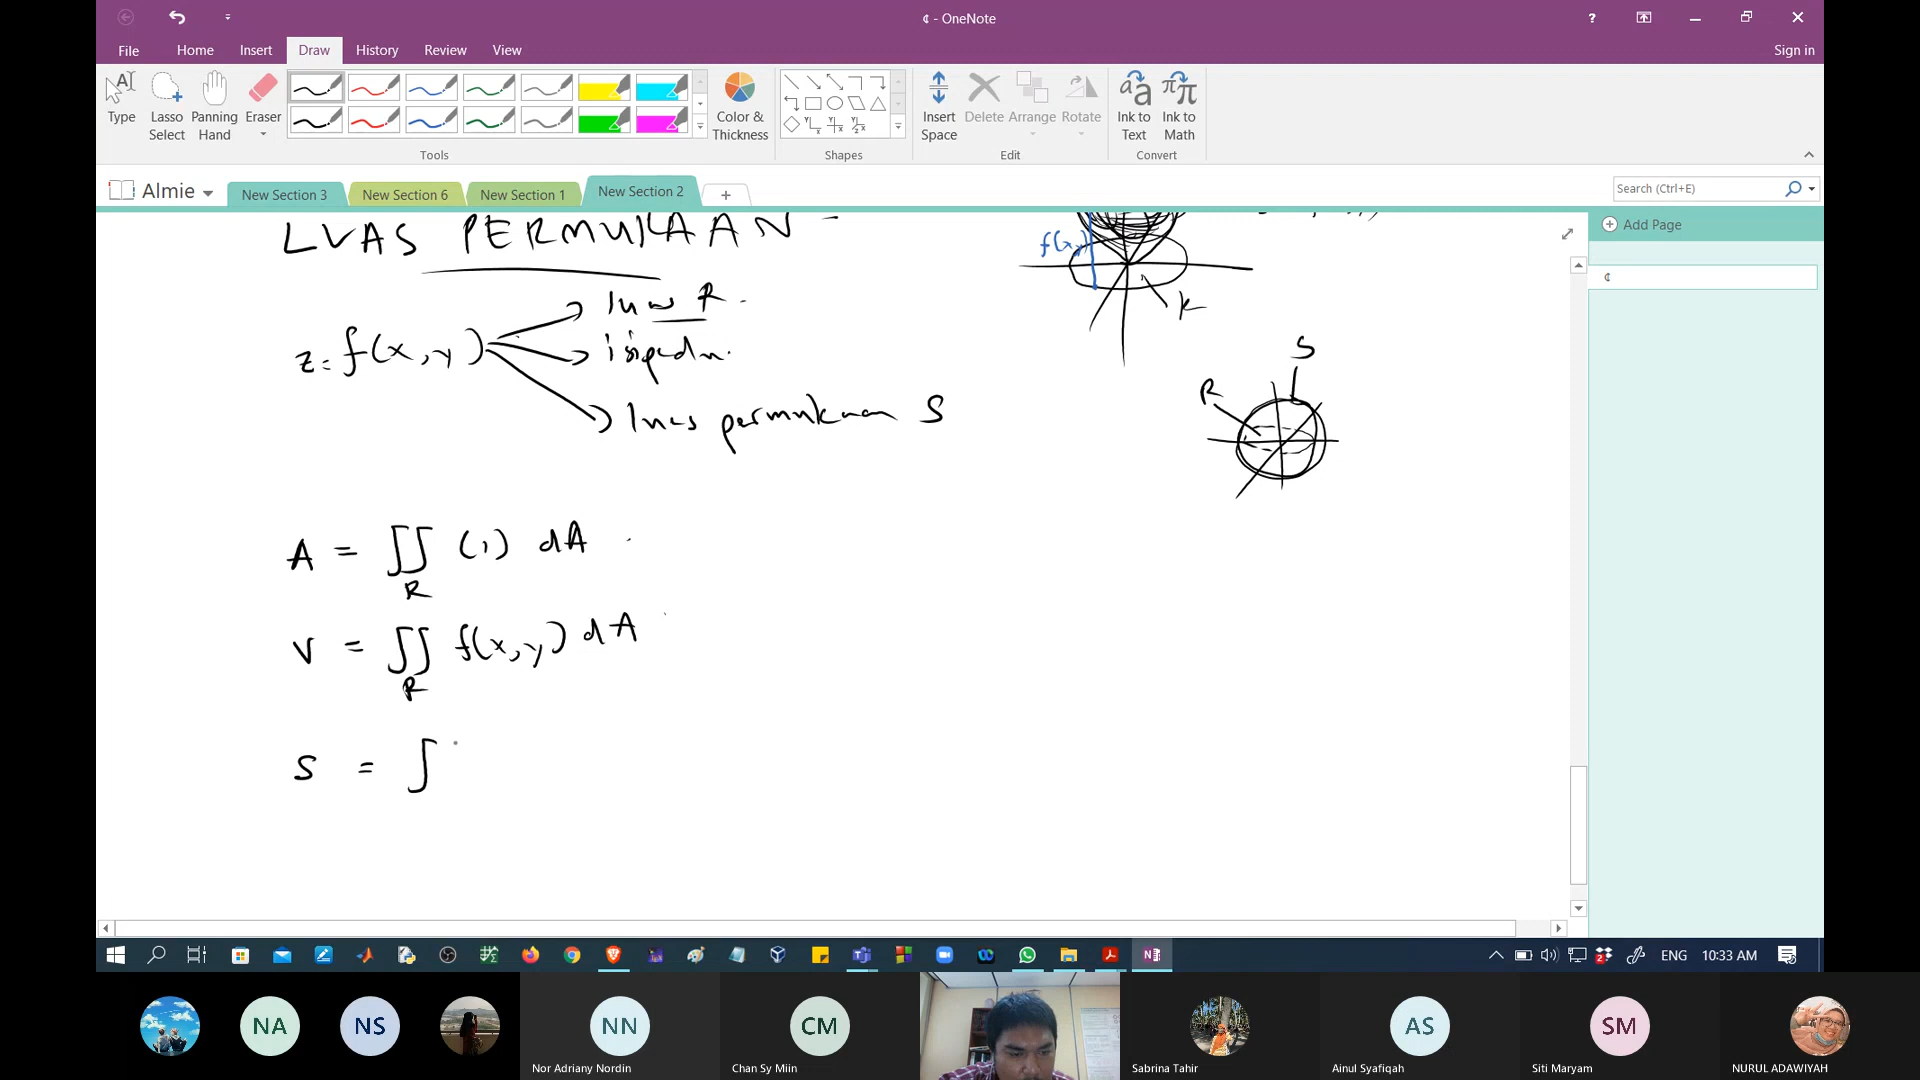 ¢ - OneNote
File Home Insert Draw History Review View
Sign in
Type
Lasso Select
Panning Hand
Eraser
Color & Thickness
Insert Space
Delete
Arrange
Rotate
Ink to Text
Ink to Math
Tools Shapes Edit Convert
Almie New Section 3 New Section 6 New Section 1 New Section 2 +
Search (Ctrl+E)
Add Page
¢
LUAS PERMUKAAN
f(x,y)
z = f(x,y)
luas R
isipadu
luas permukaan S
R
S
R
A = ∬ (1) dA
R
V = ∬ f(x,y) dA
R
S = ∫
ENG 10:33 AM
NA NS NN CM AS SM
Nor Adriany Nordin Chan Sy Miin Sabrina Tahir Ainul Syafiqah Siti Maryam NURUL ADAWIYAH